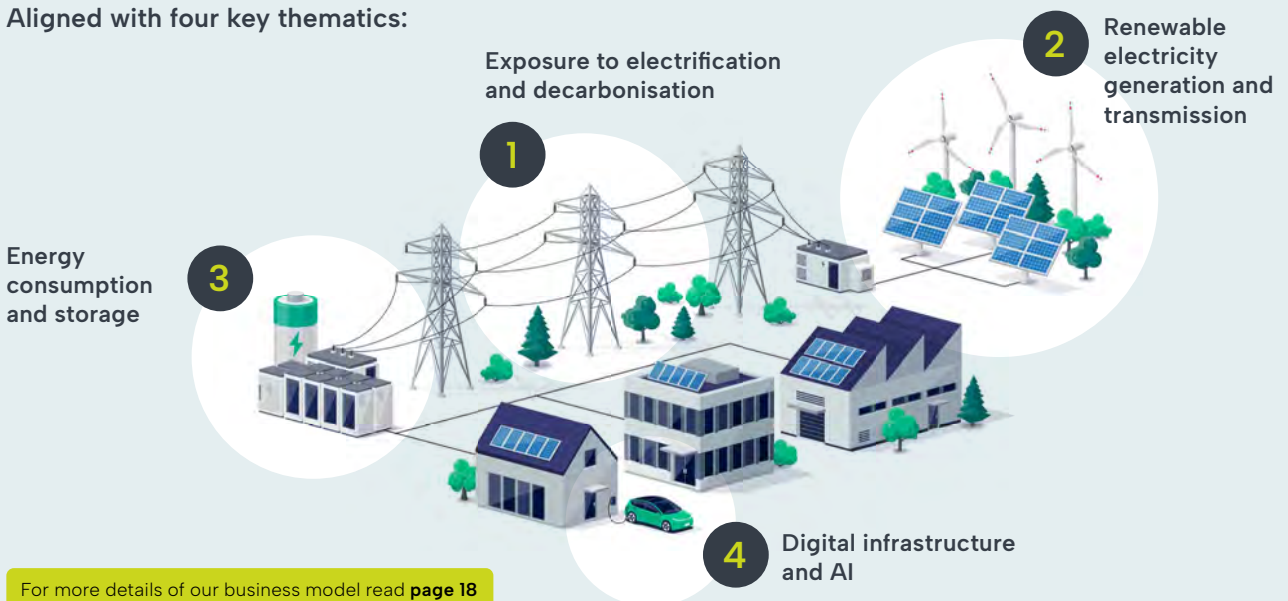 Aligned with four key thematics:
1
Exposure to electrification
and decarbonisation
2
Renewable
electricity
generation and
transmission
3
Energy
consumption
and storage
4
Digital infrastructure
and AI
For more details of our business model read page 18